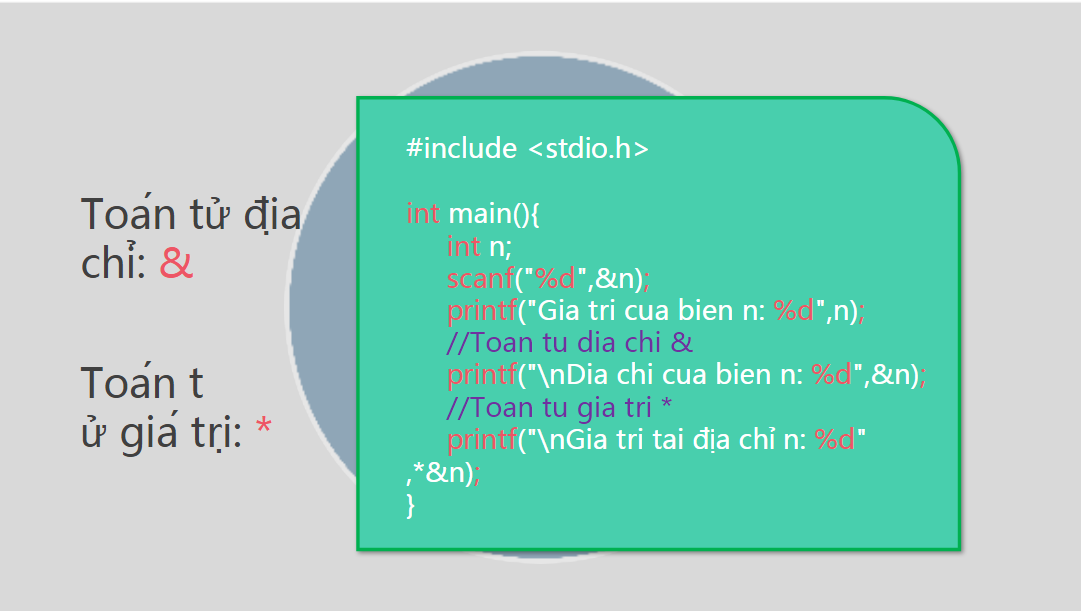 Toán tử địa
chỉ: &
Toán t
ử giá trị: *
#include <stdio.h>
int main(){
int n;
scanf("%d",&n);
printf("Gia tri cua bien n: %d",n);
//Toan tu dia chi &
printf("\nDia chi cua bien n: %d",&n);
//Toan tu gia tri *
printf("\nGia tri tai địa chỉ n: %d"
,*&n);
}